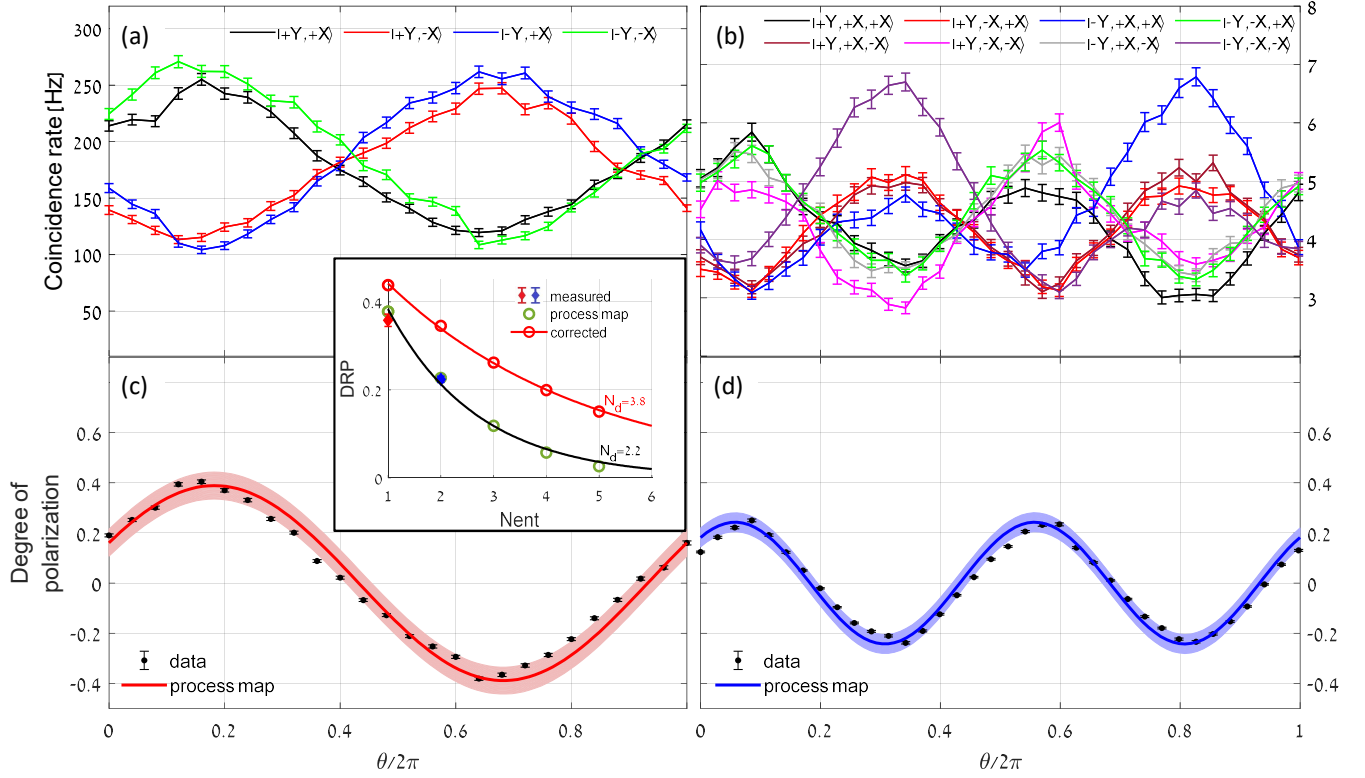 300
250
200
150
100
50
Coincidence rate [Hz]
(a)
|+Y,+X⟩ |+Y,-X⟩ |-Y,+X⟩ |-Y,-X⟩
(b)
|+Y,+X,+X⟩ |+Y,-X,+X⟩ |-Y,+X,+X⟩ |-Y,-X,+X⟩
|+Y,+X,-X⟩ |+Y,-X,-X⟩ |-Y,+X,-X⟩ |-Y,-X,-X⟩
8
7
6
5
4
3
0.4
0.2
0
DRP
measured
process map
corrected
N_d=3.8
N_d=2.2
1 2 3 4 5 6
Nent
(c)
0.6
0.4
0.2
0
-0.2
-0.4
Degree of
polarization
data
process map
0 0.2 0.4 0.6 0.8
θ/2π
(d)
data
process map
0.6
0.4
0.2
0
-0.2
-0.4
0 0.2 0.4 0.6 0.8 1
θ/2π